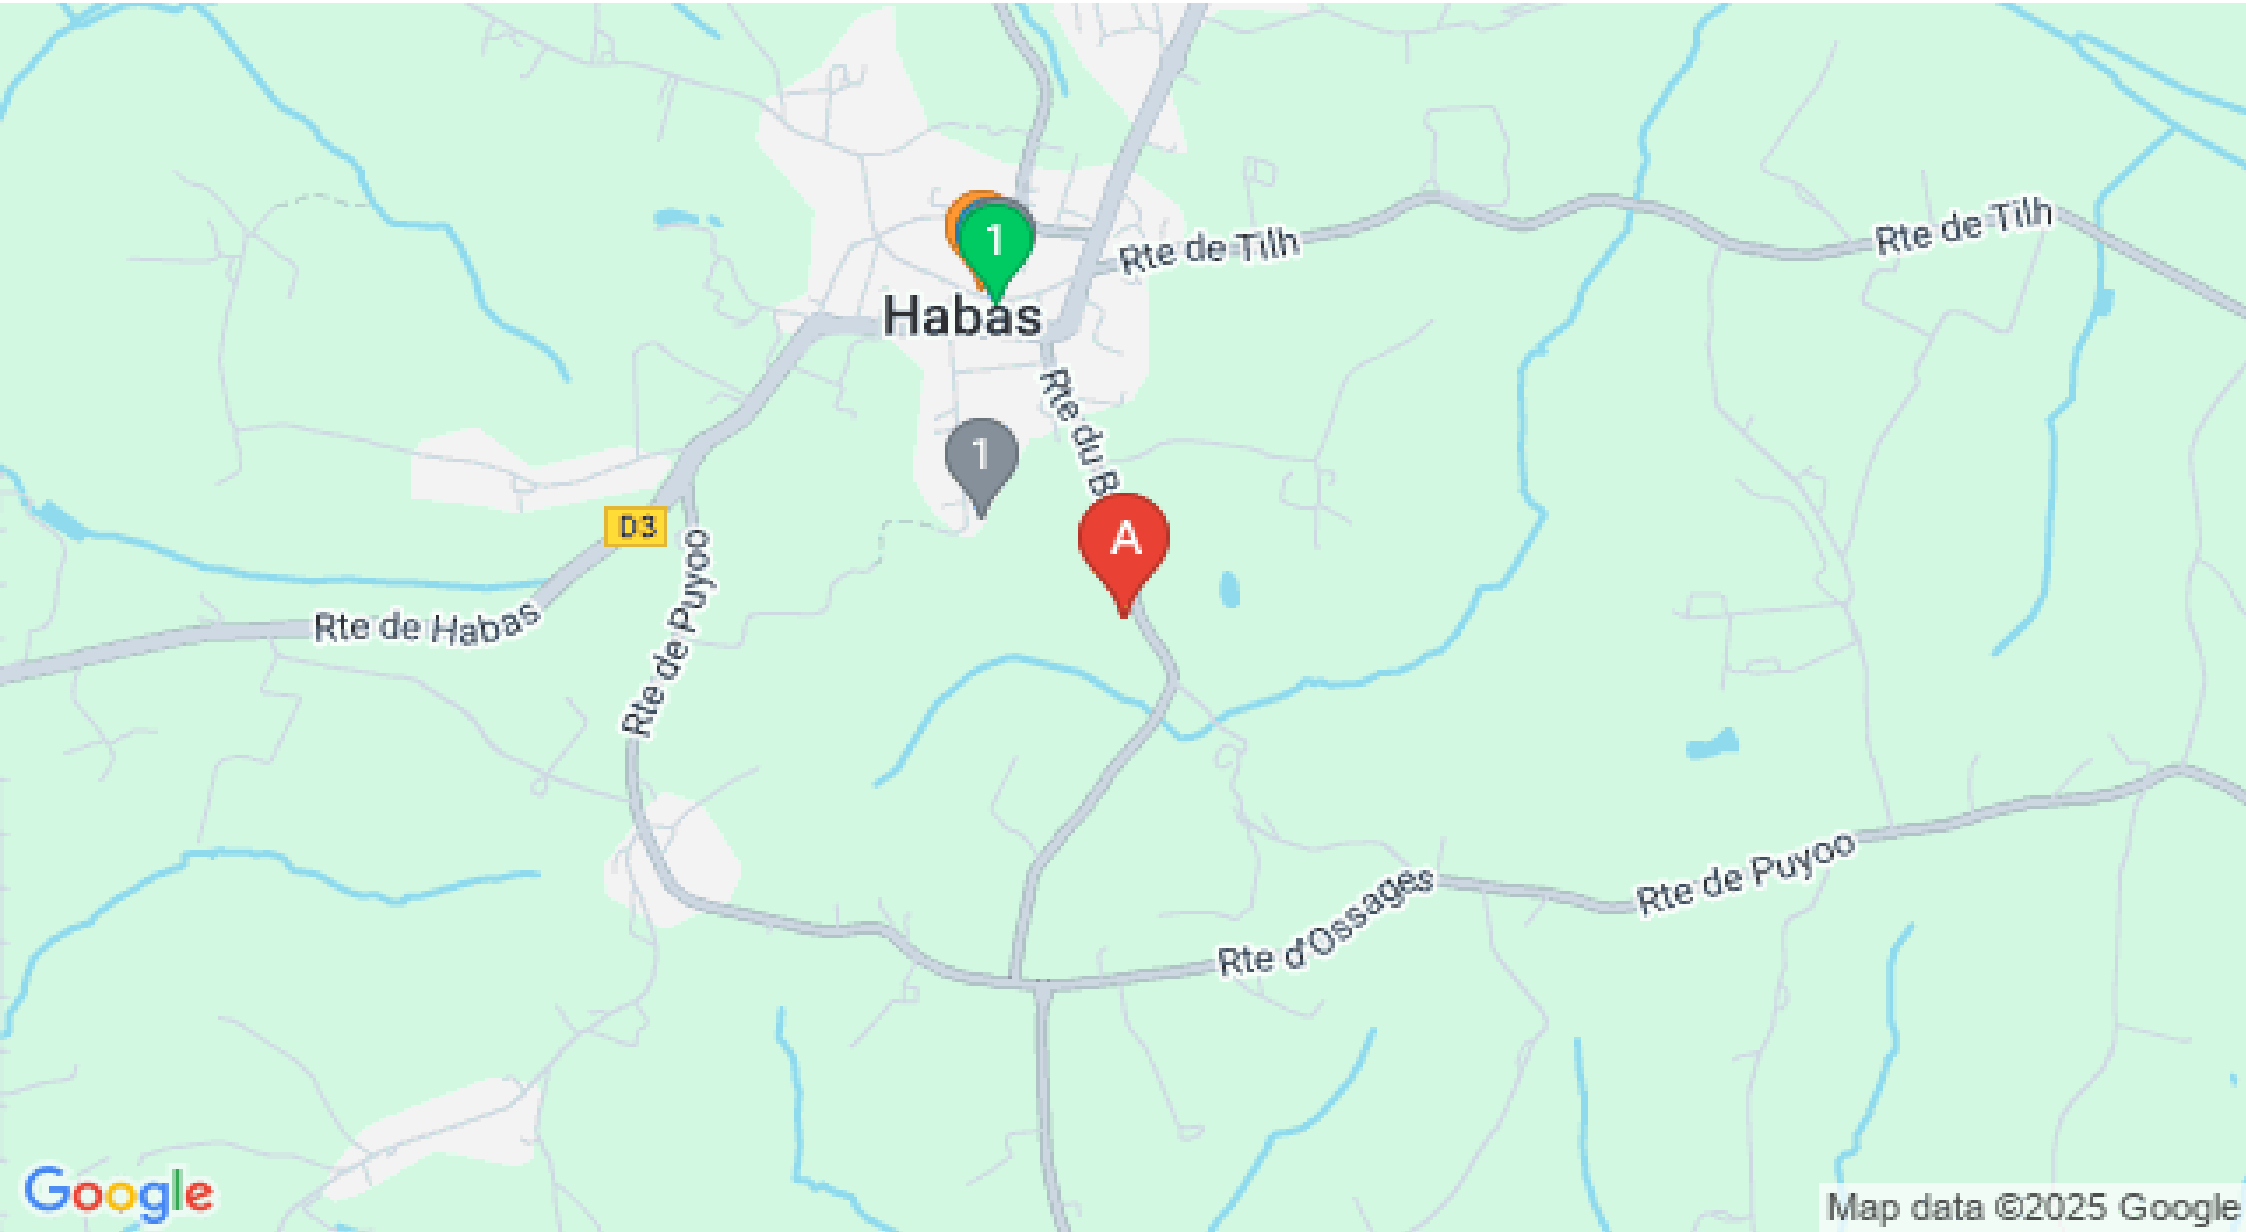 Rte de Tilh
Rte de Tilh
1
Habas
Rte du B
1
A
D3
Rte de Puyoo
Rte de Habas
Rte de Puyoo
Rte d'Ossages
Google
Map data ©2025 Google